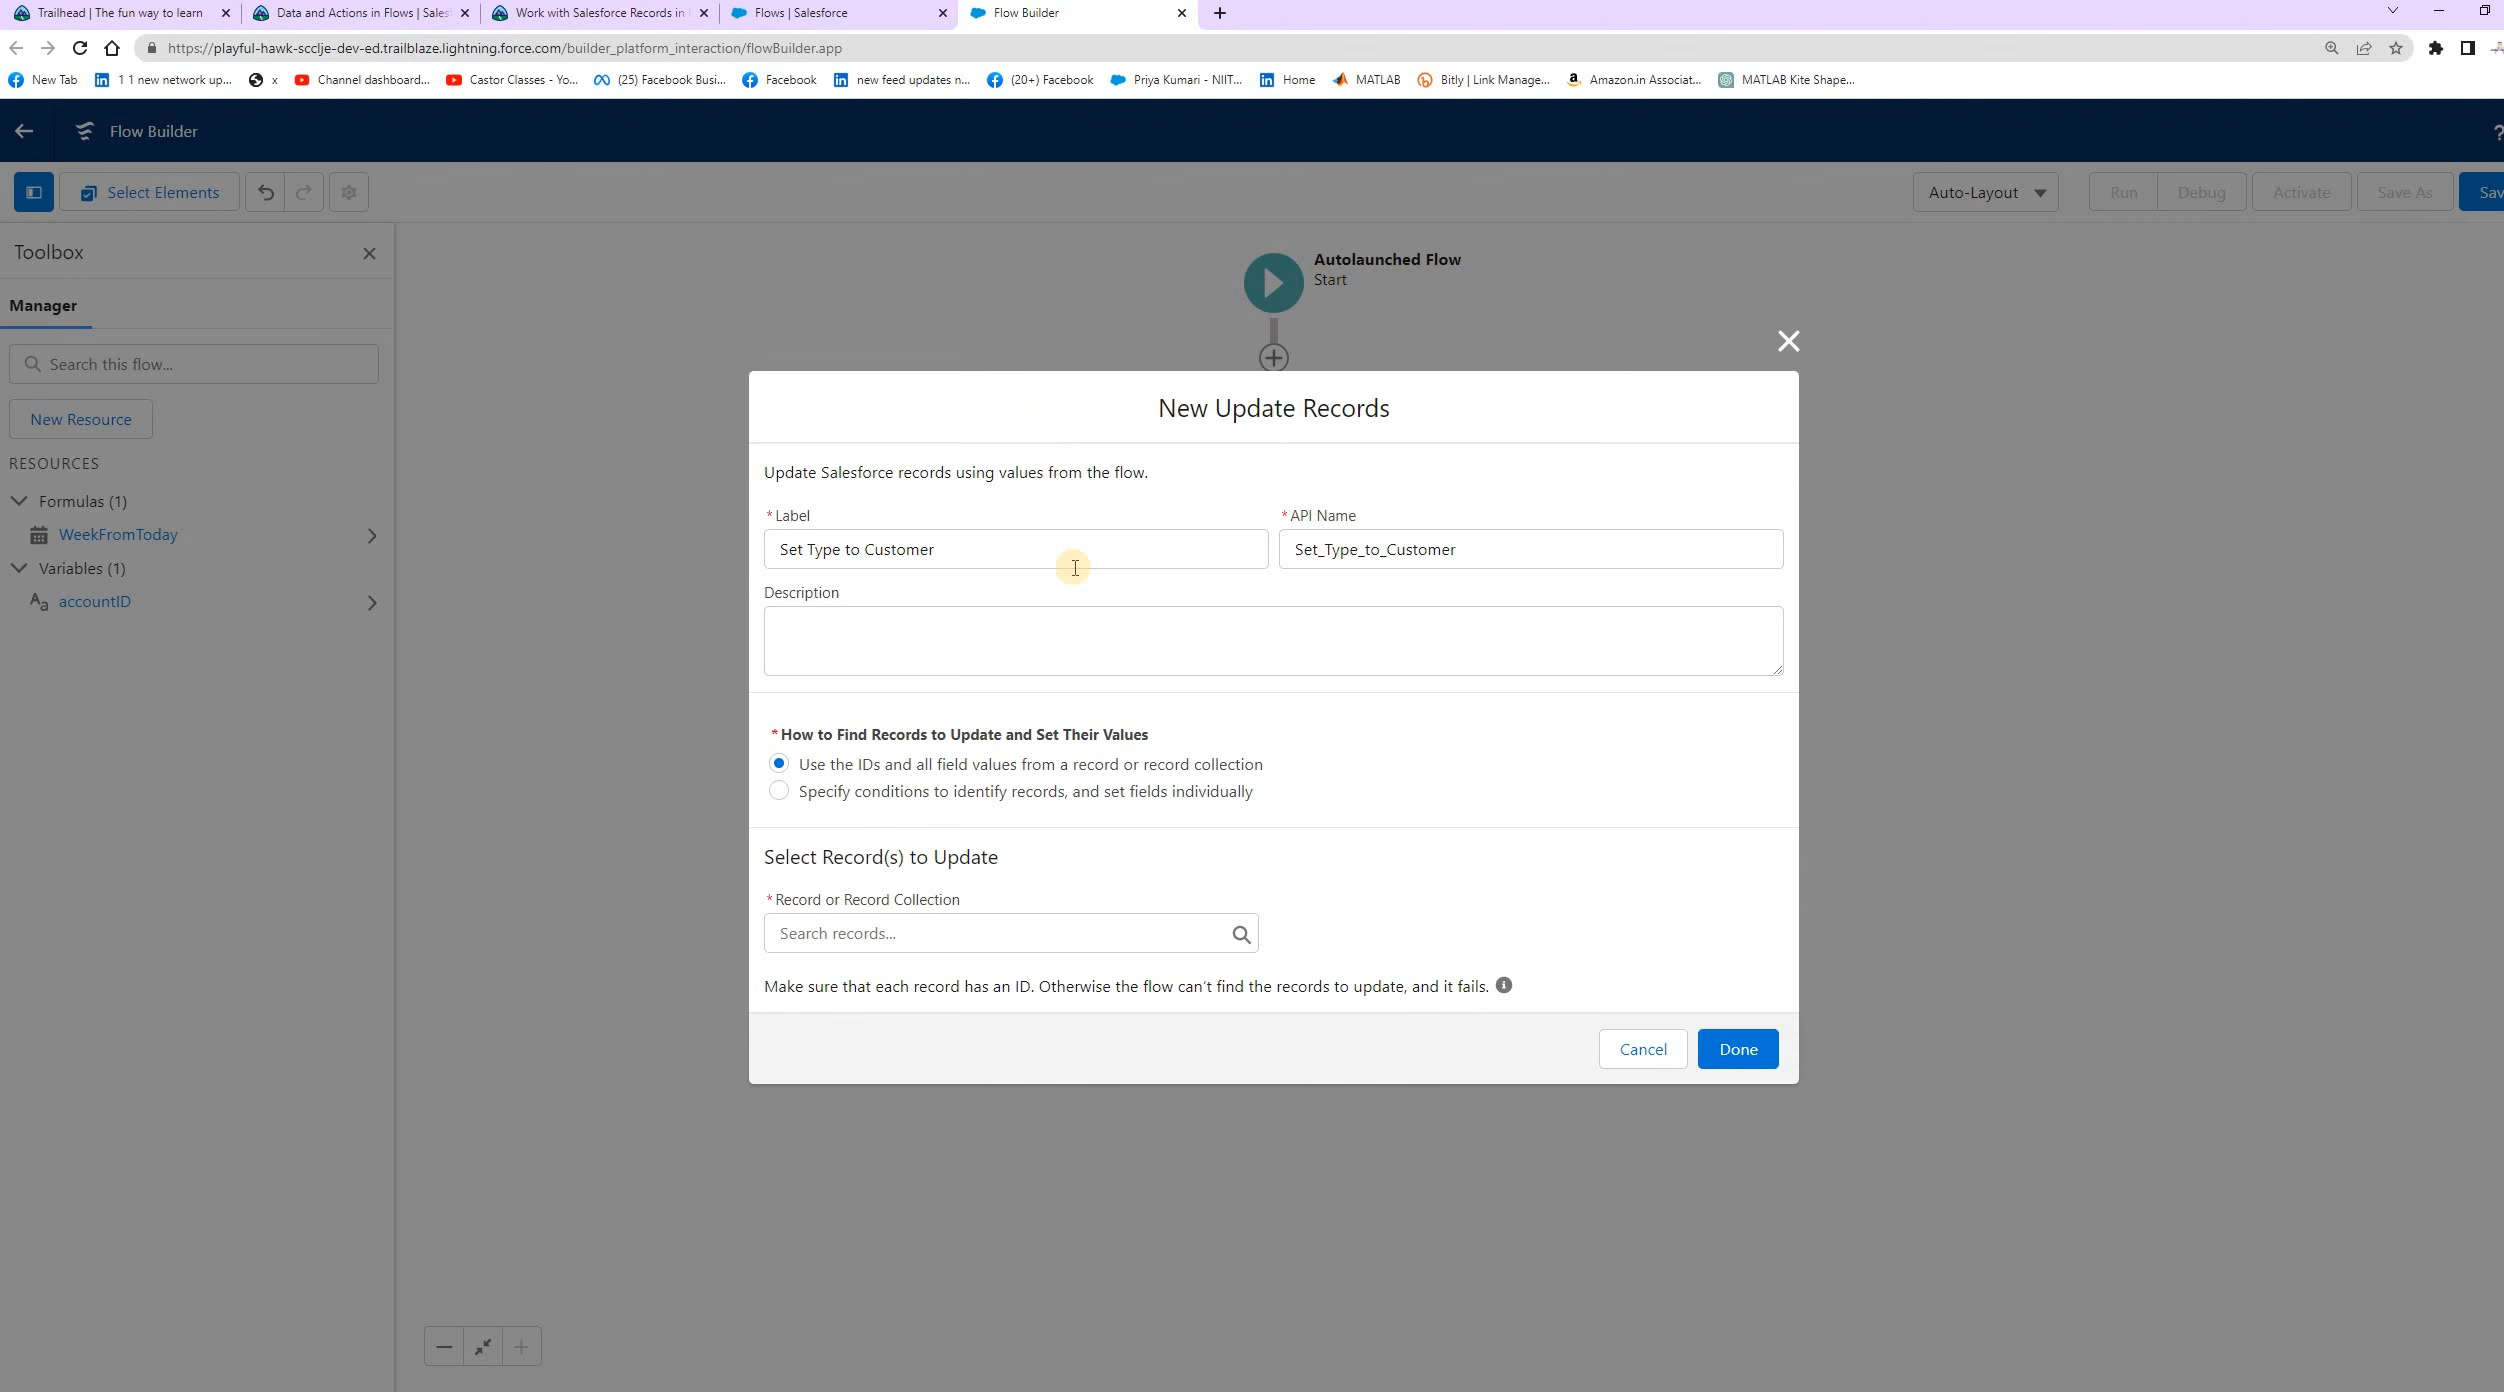 Trailhead | The fun way to learn
Data and Actions in Flows | Sales
Work with Salesforce Records in
Flows | Salesforce
Flow Builder
https://playful-hawk-scclje-dev-ed.trailblaze.lightning.force.com/builder_platform_interaction/flowBuilder.app
New Tab
1 1 new network up...
x
Channel dashboard...
Castor Classes - Yo...
(25) Facebook Busi...
Facebook
new feed updates n...
(20+) Facebook
Priya Kumari - NIIT...
Home
MATLAB
Bitly | Link Manage...
Amazon.in Associat...
MATLAB Kite Shape...
Flow Builder
?
Select Elements
Auto-Layout
Run
Debug
Activate
Save As
Sav
Toolbox
Manager
Search this flow...
New Resource
RESOURCES
Formulas (1)
WeekFromToday
Variables (1)
Aa accountID
Autolaunched Flow
Start
New Update Records
Update Salesforce records using values from the flow.
* Label
* API Name
Set Type to Customer
Set_Type_to_Customer
Description
* How to Find Records to Update and Set Their Values
Use the IDs and all field values from a record or record collection
Specify conditions to identify records, and set fields individually
Select Record(s) to Update
* Record or Record Collection
Search records...
Make sure that each record has an ID. Otherwise the flow can't find the records to update, and it fails.
Cancel
Done